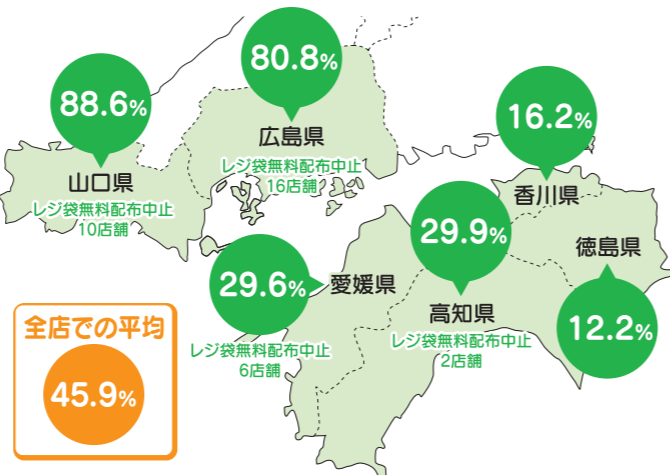 80.8%
広島県
レジ袋無料配布中止
16店舗
88.6%
山口県
レジ袋無料配布中止
10店舗
16.2%
香川県
29.9%
高知県
レジ袋無料配布中止
2店舗
徳島県
12.2%
29.6%
愛媛県
レジ袋無料配布中止
6店舗
全店での平均
45.9%